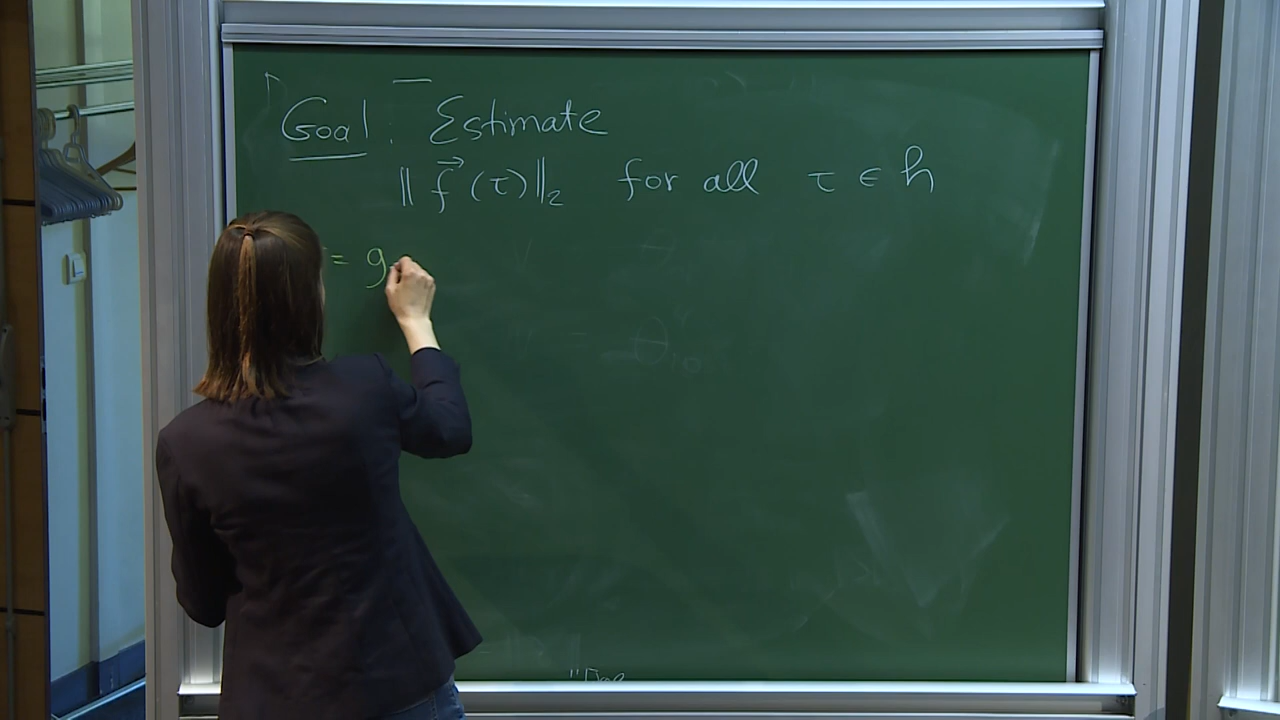 Goal: Estimate
‖ f⃗(τ)‖₂ for all τ ∈ h
= g